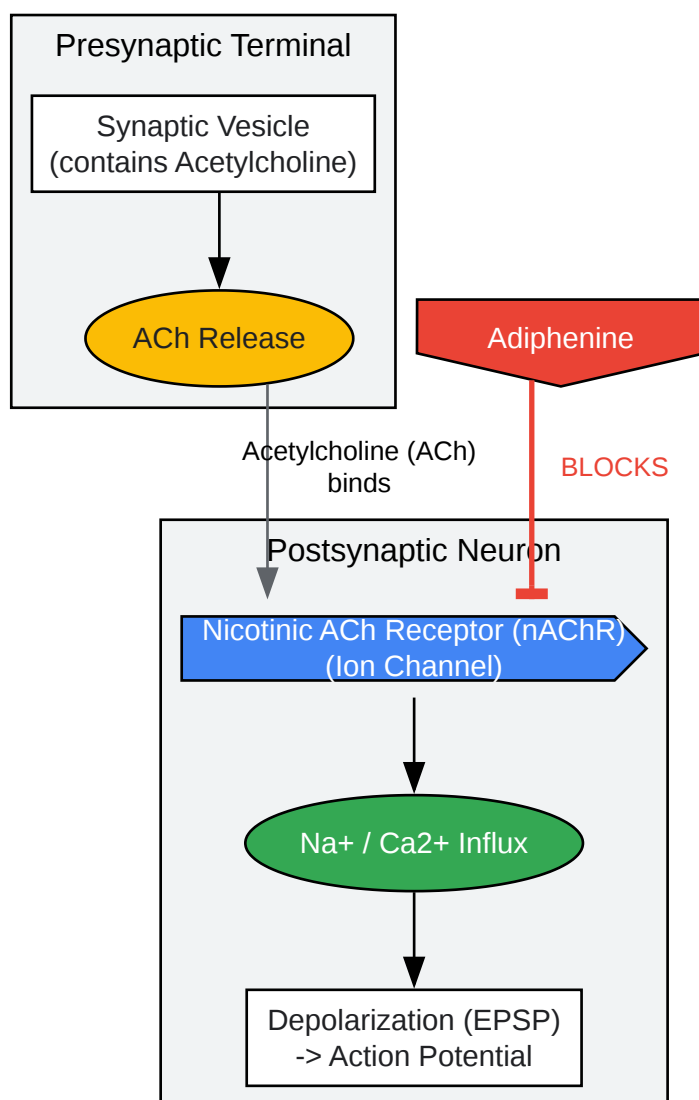 Presynaptic Terminal
Synaptic Vesicle
(contains Acetylcholine)
ACh Release
Adiphenine
Acetylcholine (ACh)
binds
BLOCKS
Postsynaptic Neuron
Nicotinic ACh Receptor (nAChR)
(Ion Channel)
Na+ / Ca2+ Influx
Depolarization (EPSP)
-> Action Potential